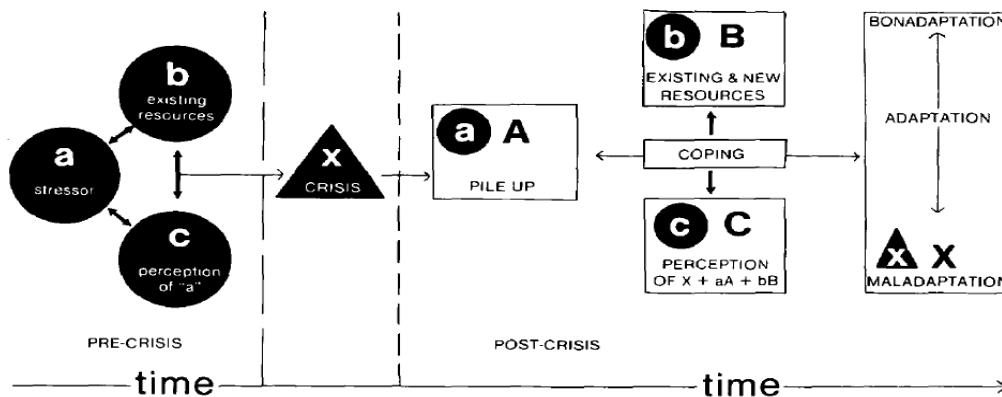 b
existing
resources
a
stressor
c
perception
of "a"
x
CRISIS
a A
PILE UP
b B
EXISTING & NEW
RESOURCES
COPING
c C
PERCEPTION
OF X + aA + bB
BONADAPTATION
ADAPTATION
x X
MALADAPTATION
PRE-CRISIS
POST-CRISIS
time
time